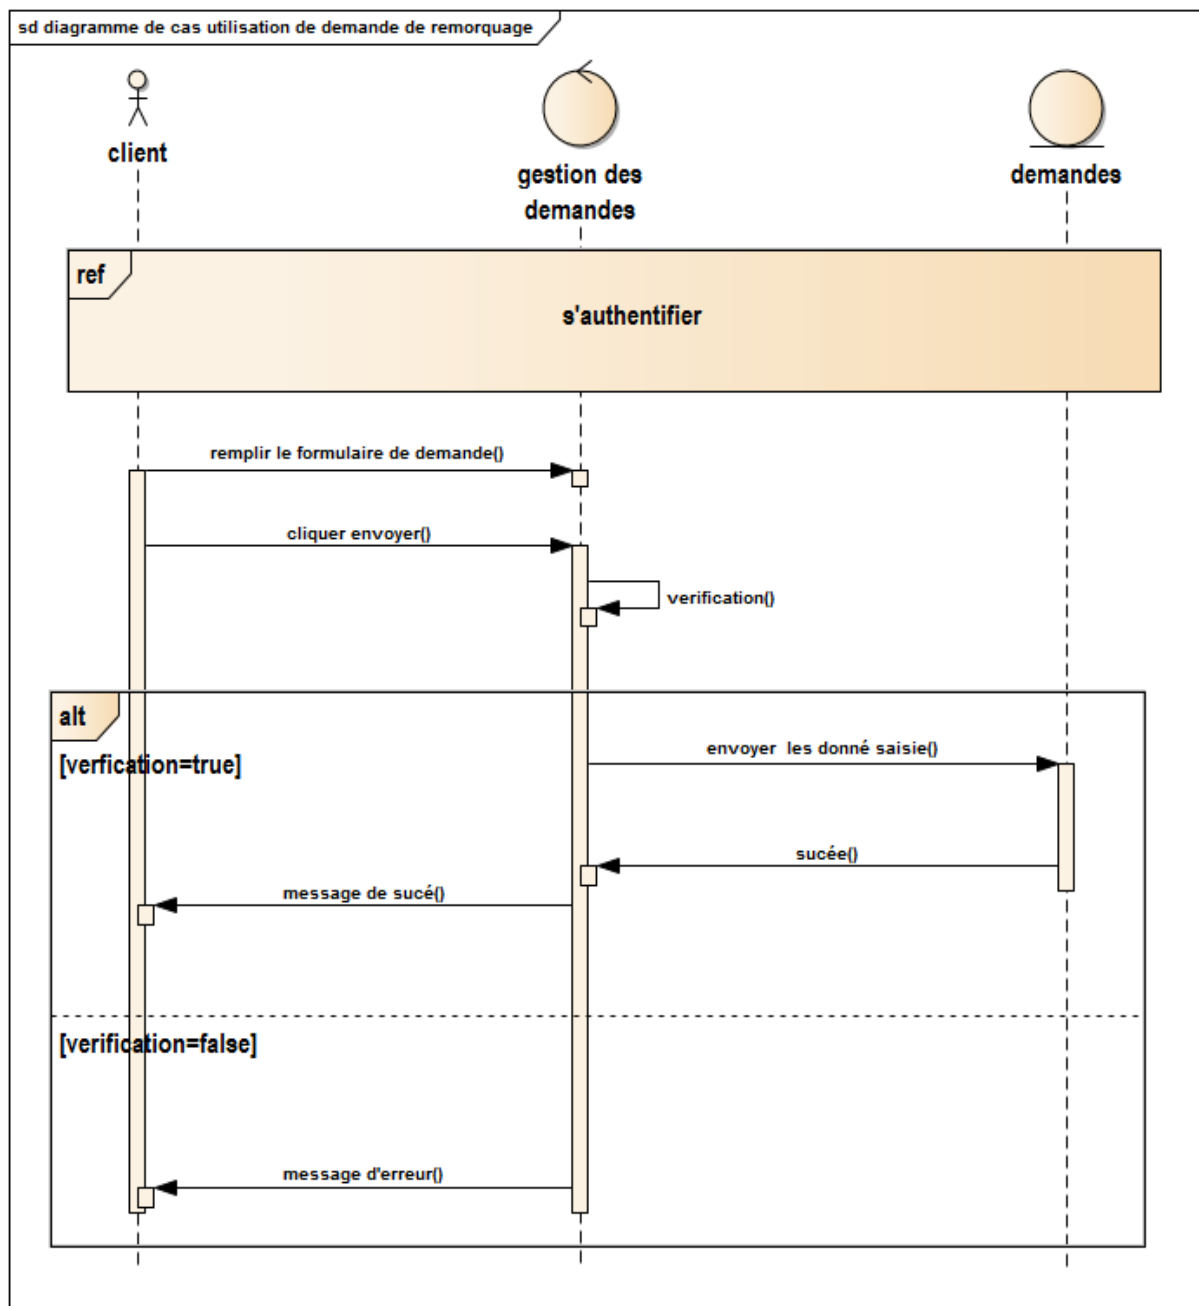 sd diagramme de cas utilisation de demande de remorquage
client
gestion des
demandes
demandes
ref
s'authentifier
remplir le formulaire de demande()
cliquer envoyer()
verification()
alt
[verfication=true]
envoyer  les donné saisie()
sucée()
message de sucé()
[verification=false]
message d'erreur()